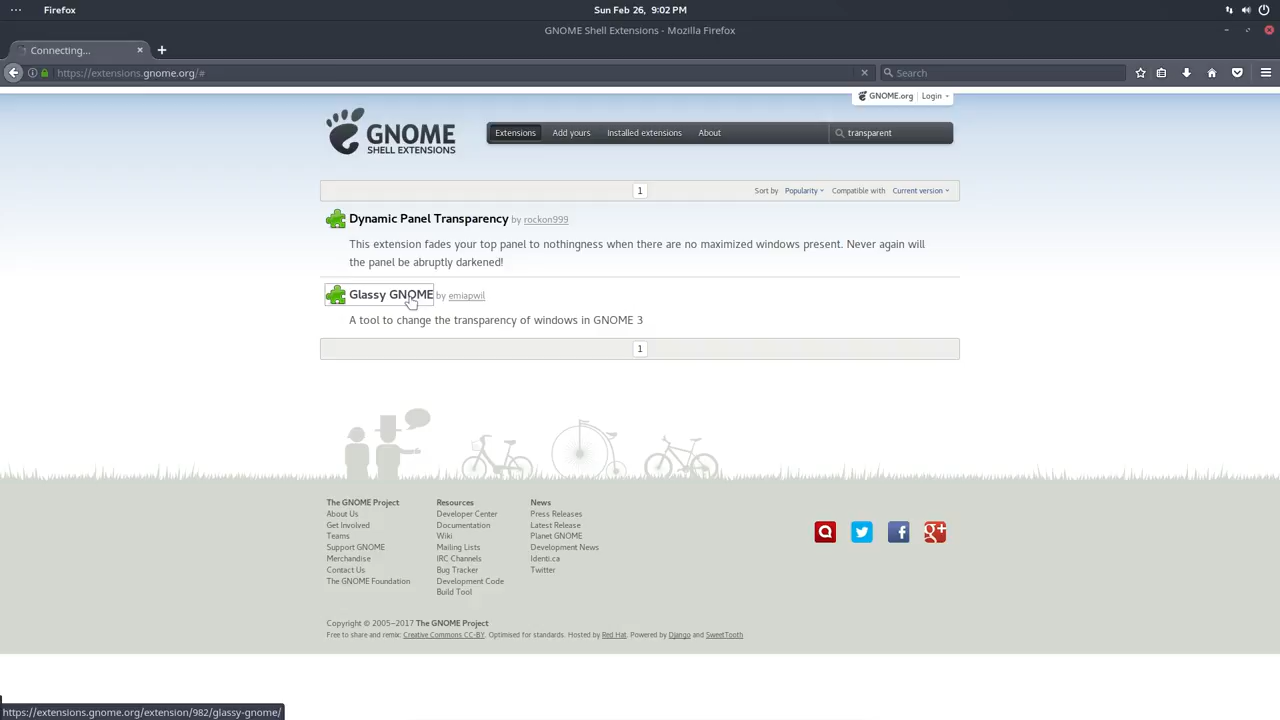 Firefox
Sun Feb 26, 9:02 PM
GNOME Shell Extensions - Mozilla Firefox
Connecting...
https://extensions.gnome.org/#
Search
GNOME.org Login
GNOME
SHELL EXTENSIONS
Extensions Add yours Installed extensions About transparent
1 Sort by Popularity Compatible with Current version
Dynamic Panel Transparency by rockon999
This extension fades your top panel to nothingness when there are no maximized windows present. Never again will
the panel be abruptly darkened!
Glassy GNOME by emiapwil
A tool to change the transparency of windows in GNOME 3
1
The GNOME Project
About Us
Get Involved
Teams
Support GNOME
Merchandise
Contact Us
The GNOME Foundation
Resources
Developer Center
Documentation
Wiki
Mailing Lists
IRC Channels
Bug Tracker
Development Code
Build Tool
News
Press Releases
Latest Release
Planet GNOME
Development News
Identi.ca
Twitter
Copyright © 2005–2017 The GNOME Project
Free to share and remix: Creative Commons CC-BY. Optimised for standards. Hosted by Red Hat. Powered by Django and SweetTooth
https://extensions.gnome.org/extension/982/glassy-gnome/